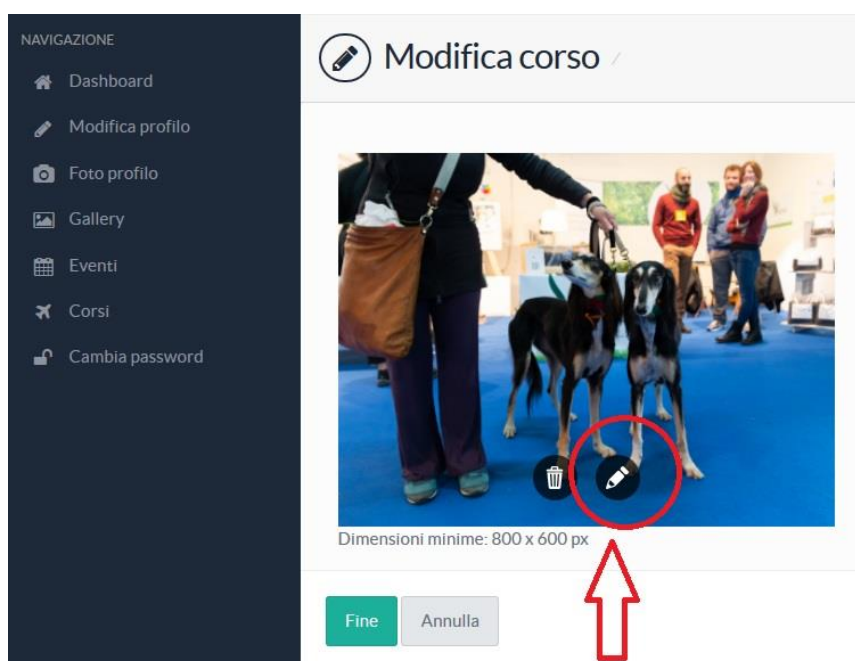 NAVIGAZIONE
Dashboard
Modifica profilo
Foto profilo
Gallery
Eventi
Corsi
Cambia password
Modifica corso /
Dimensioni minime: 800 x 600 px
Fine
Annulla